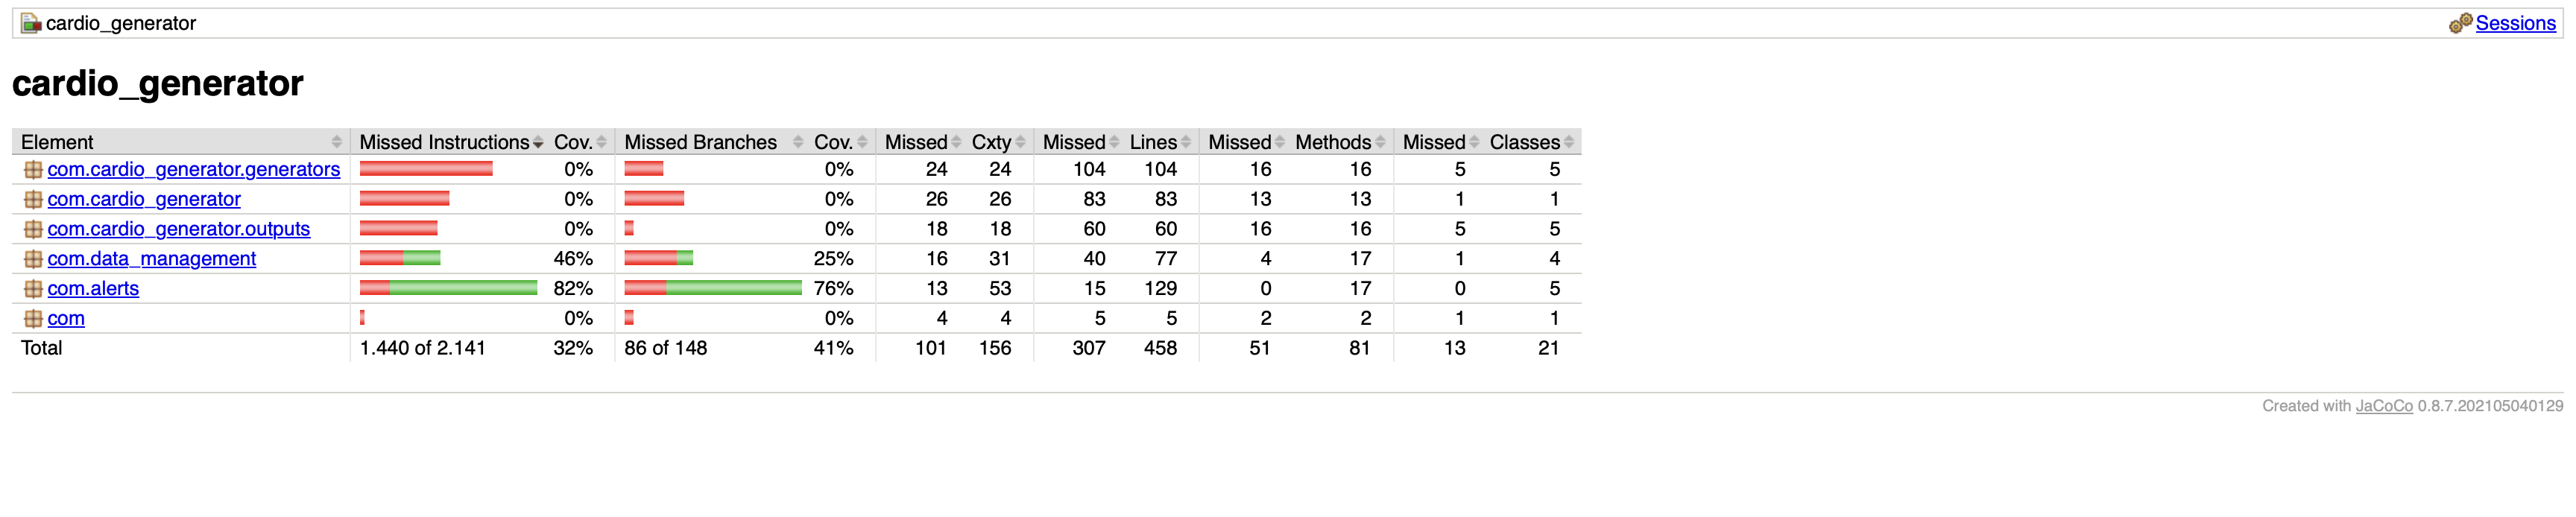 cardio_generator Sessions
cardio_generator
Element Missed Instructions Cov. Missed Branches Cov. Missed Cxty Missed Lines Missed Methods Missed Classes
com.cardio_generator.generators 0% 0% 24 24 104 104 16 16 5 5
com.cardio_generator 0% 0% 26 26 83 83 13 13 1 1
com.cardio_generator.outputs 0% 0% 18 18 60 60 16 16 5 5
com.data_management 46% 25% 16 31 40 77 4 17 1 4
com.alerts 82% 76% 13 53 15 129 0 17 0 5
com 0% 0% 4 4 5 5 2 2 1 1
Total 1.440 of 2.141 32% 86 of 148 41% 101 156 307 458 51 81 13 21
Created with JaCoCo 0.8.7.202105040129